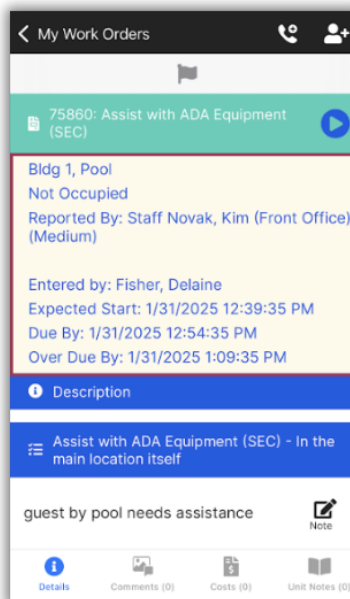 My Work Orders
75860: Assist with ADA Equipment
(SEC)
Bldg 1, Pool
Not Occupied
Reported By: Staff Novak, Kim (Front Office)
(Medium)
Entered by: Fisher, Delaine
Expected Start: 1/31/2025 12:39:35 PM
Due By: 1/31/2025 12:54:35 PM
Over Due By: 1/31/2025 1:09:35 PM
Description
Assist with ADA Equipment (SEC) - In the
main location itself
guest by pool needs assistance
Note
Details Comments (0) Costs (0) Unit Notes (0)